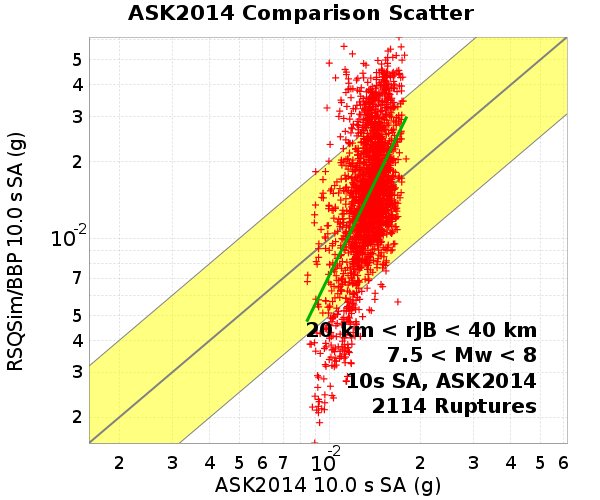 ASK2014 Comparison Scatter
RSQSim/BBP 10.0 s SA (g)
5
4
3
2
10-2
7
5
4
3
2
20 km < rJB < 40 km
7.5 < Mw < 8
10s SA, ASK2014
2114 Ruptures
2 3 4 5 6 7 10-2 2 3 4 5 6
ASK2014 10.0 s SA (g)